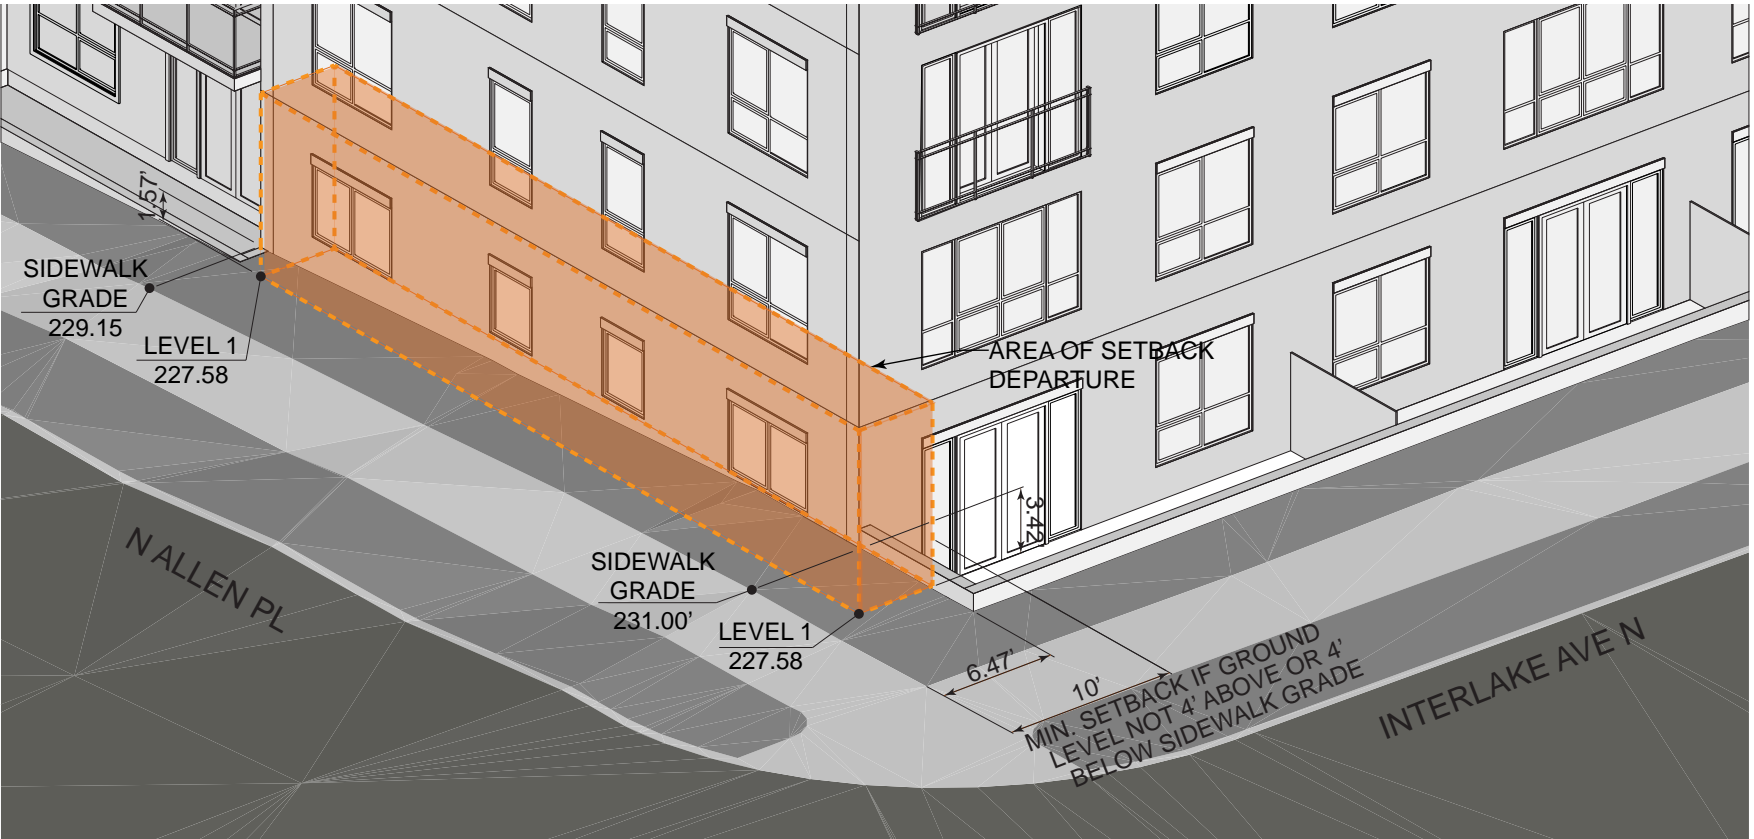 1.57'
SIDEWALK
GRADE
229.15
LEVEL 1
227.58
AREA OF SETBACK
DEPARTURE
3.42'
SIDEWALK
GRADE
231.00'
LEVEL 1
227.58
N ALLEN PL
6.47'
10'
MIN. SETBACK IF GROUND
LEVEL NOT 4' ABOVE OR 4'
BELOW SIDEWALK GRADE
INTERLAKE AVE N